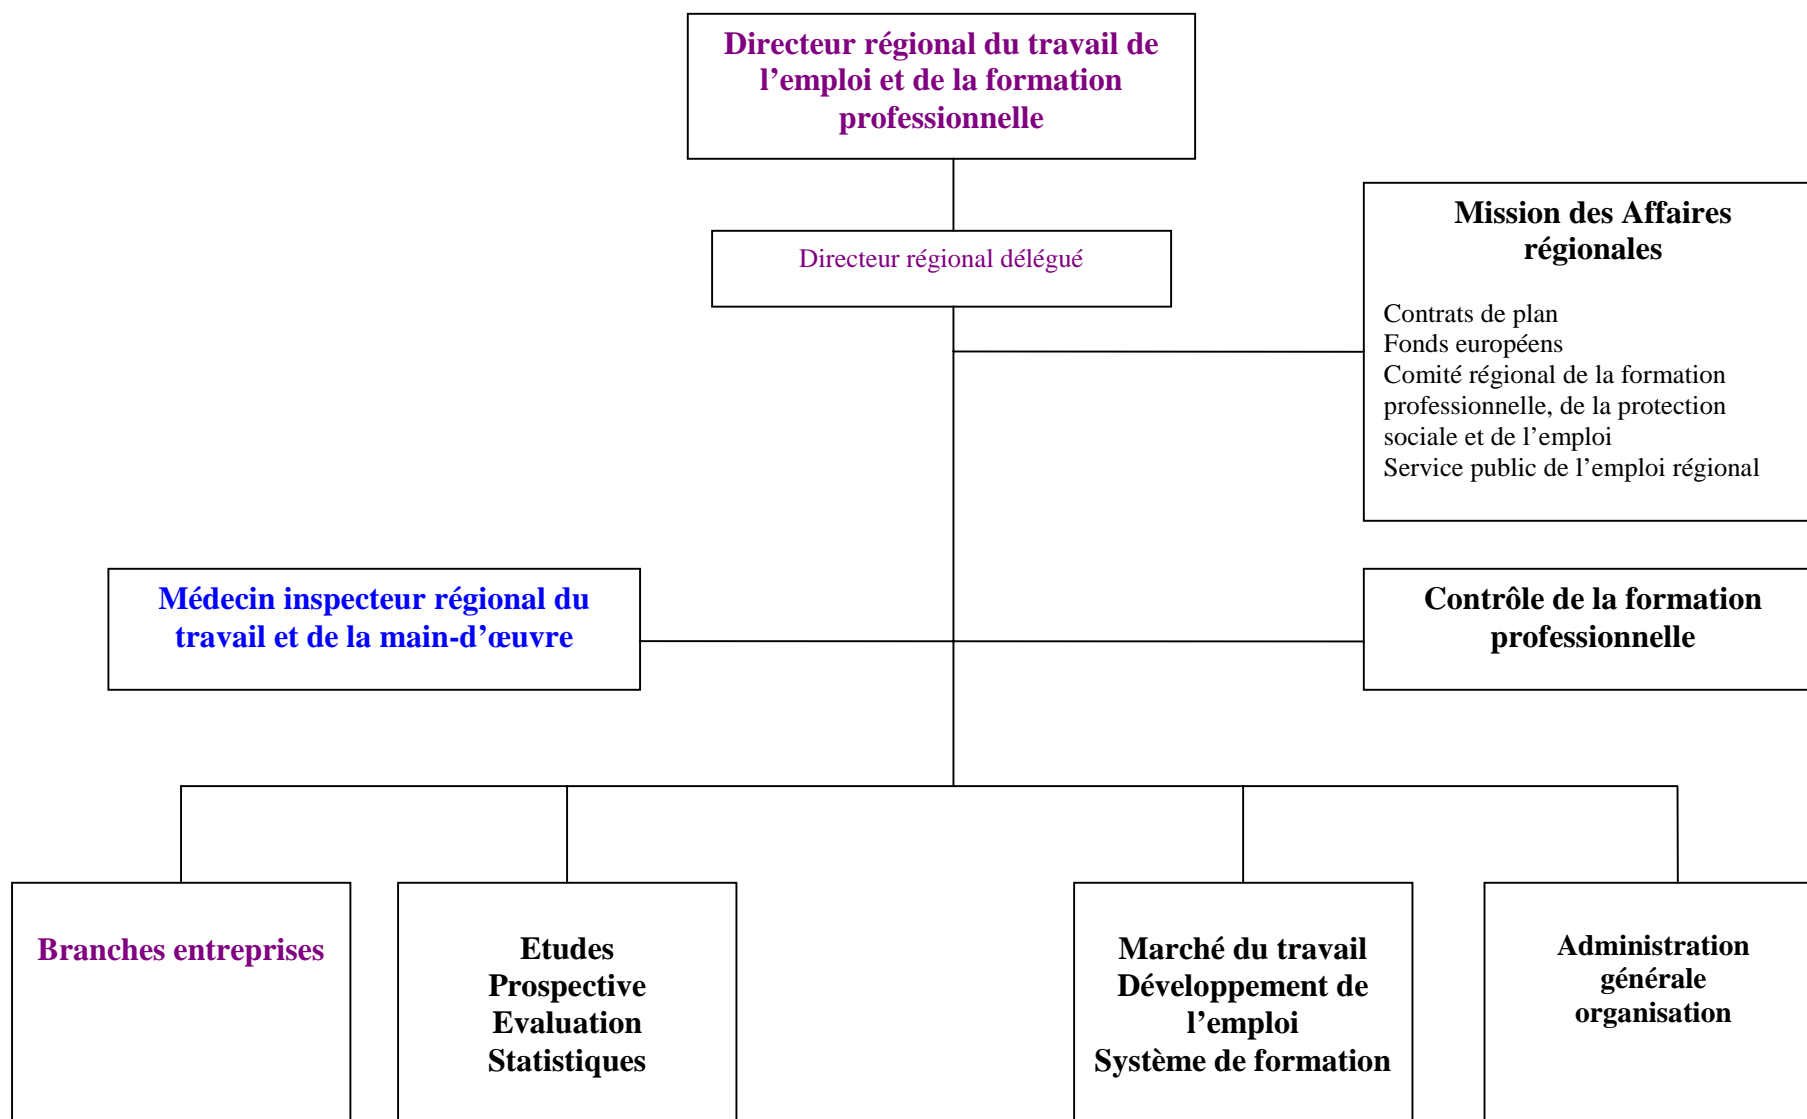 Directeur régional du travail de
l’emploi et de la formation
professionnelle
Directeur régional délégué
Mission des Affaires
régionales
Contrats de plan
Fonds européens
Comité régional de la formation
professionnelle, de la protection
sociale et de l’emploi
Service public de l’emploi régional
Médecin inspecteur régional du
travail et de la main-d’œuvre
Contrôle de la formation
professionnelle
Branches entreprises
Etudes
Prospective
Evaluation
Statistiques
Marché du travail
Développement de
l’emploi
Système de formation
Administration
générale
organisation